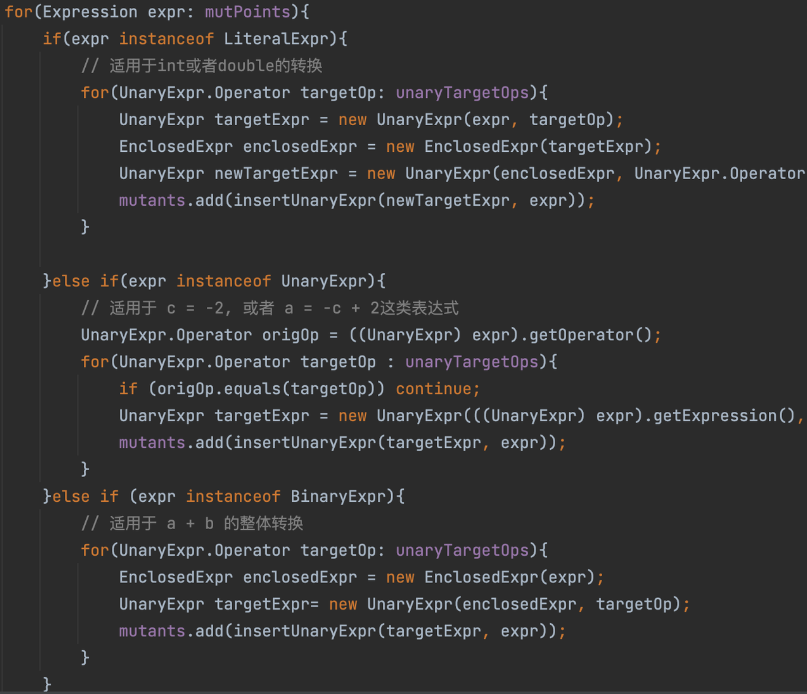 for(Expression expr: mutPoints){
if(expr instanceof LiteralExpr){
// 适用于int或者double的转换
for(UnaryExpr.Operator targetOp: unaryTargetOps){
UnaryExpr targetExpr = new UnaryExpr(expr, targetOp);
EnclosedExpr enclosedExpr = new EnclosedExpr(targetExpr);
UnaryExpr newTargetExpr = new UnaryExpr(enclosedExpr, UnaryExpr.Operator
mutants.add(insertUnaryExpr(newTargetExpr, expr));
}
}else if(expr instanceof UnaryExpr){
// 适用于 c = -2, 或者 a = -c + 2这类表达式
UnaryExpr.Operator origOp = ((UnaryExpr) expr).getOperator();
for(UnaryExpr.Operator targetOp : unaryTargetOps){
if (origOp.equals(targetOp)) continue;
UnaryExpr targetExpr = new UnaryExpr(((UnaryExpr) expr).getExpression(),
mutants.add(insertUnaryExpr(targetExpr, expr));
}
}else if (expr instanceof BinaryExpr){
// 适用于 a + b 的整体转换
for(UnaryExpr.Operator targetOp: unaryTargetOps){
EnclosedExpr enclosedExpr = new EnclosedExpr(expr);
UnaryExpr targetExpr= new UnaryExpr(enclosedExpr, targetOp);
mutants.add(insertUnaryExpr(targetExpr, expr));
}
}